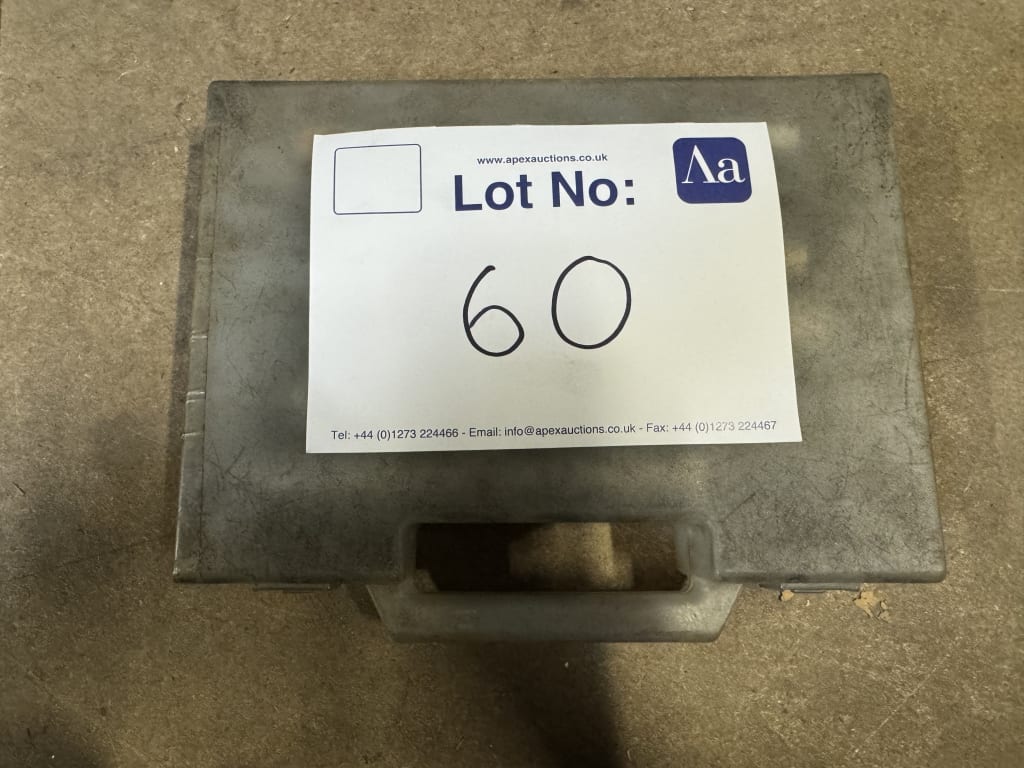 www.apexauctions.co.uk
Aa
Lot No:
60
Tel: +44 (0)1273 224466 - Email: info@apexauctions.co.uk - Fax: +44 (0)1273 224467